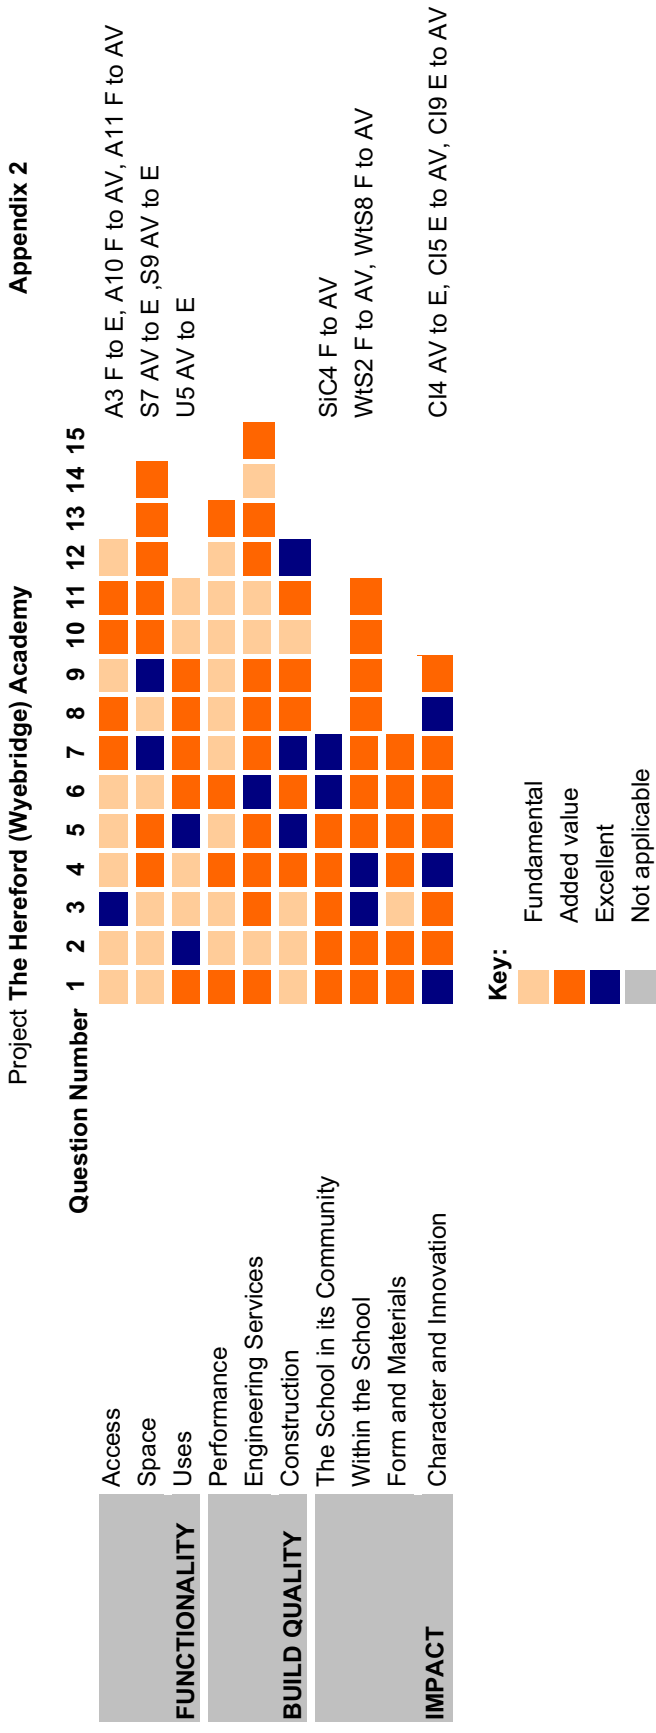 Project The Hereford (Wyebridge) Academy
Appendix 2
Question Number 1 2 3 4 5 6 7 8 9 10 11 12 13 14 15
Access A3 F to E, A10 F to AV, A11 F to AV
Space S7 AV to E ,S9 AV to E
FUNCTIONALITY Uses U5 AV to E
Performance
Engineering Services
BUILD QUALITY Construction
The School in its Community SiC4 F to AV
Within the School WtS2 F to AV, WtS8 F to AV
Form and Materials
IMPACT Character and Innovation CI4 AV to E, CI5 E to AV, CI9 E to AV
Key:
Fundamental
Added value
Excellent
Not applicable